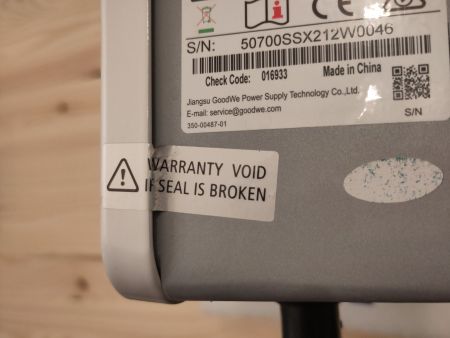 S/N: 50700SSX212W0046
Check Code: 016933 Made in China
Jiangsu GoodWe Power Supply Technology Co.,Ltd.
E-mail: service@goodwe.com
350-00487-01
S/N
WARRANTY VOID
IF SEAL IS BROKEN